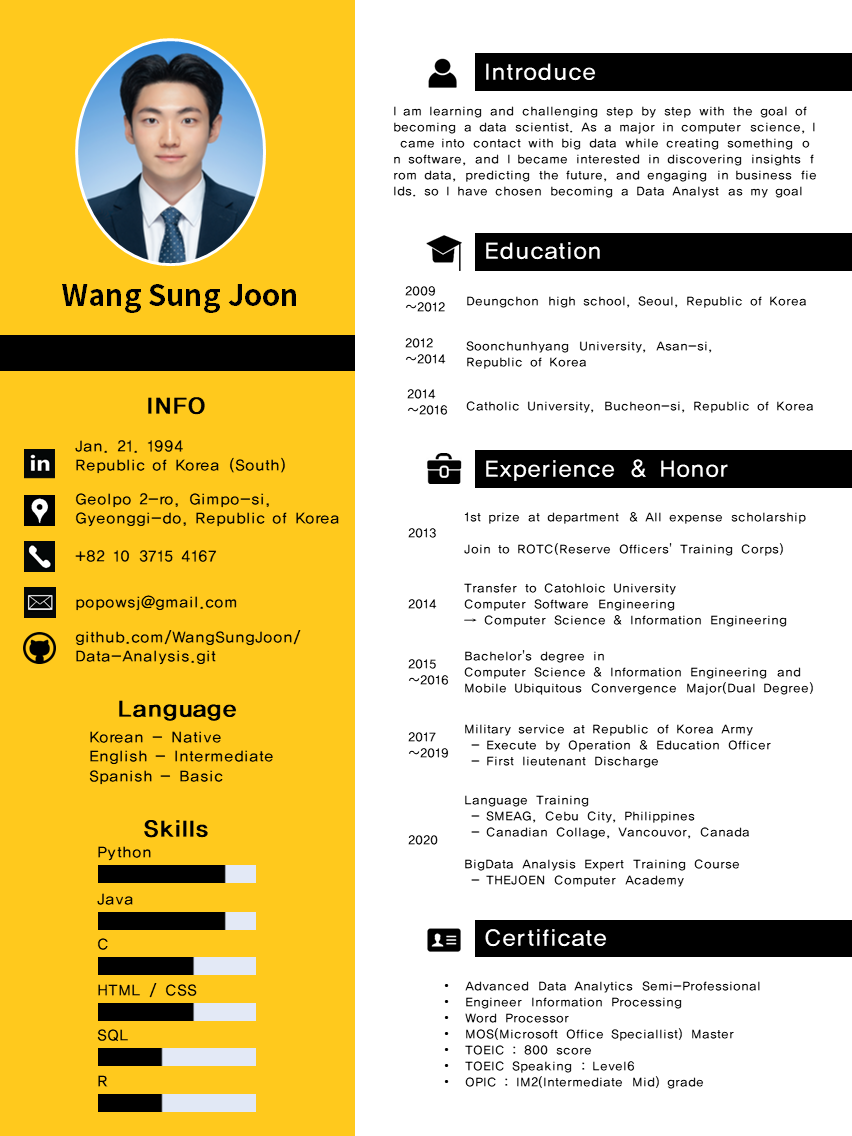 Wang Sung Joon
INFO
in
Jan. 21. 1994
Republic of Korea (South)
Geolpo 2-ro, Gimpo-si,
Gyeonggi-do, Republic of Korea
+82 10 3715 4167
popowsj@gmail.com
github.com/WangSungJoon/
Data-Analysis.git
Language
Korean - Native
English - Intermediate
Spanish - Basic
Skills
Python
Java
C
HTML / CSS
SQL
R
Introduce
I am learning and challenging step by step with the goal of
becoming a data scientist. As a major in computer science, I
came into contact with big data while creating something o
n software, and I became interested in discovering insights f
rom data, predicting the future, and engaging in business fie
lds. so I have chosen becoming a Data Analyst as my goal
Education
2009
~2012
Deungchon high school, Seoul, Republic of Korea
2012
~2014
Soonchunhyang University, Asan-si,
Republic of Korea
2014
~2016
Catholic University, Bucheon-si, Republic of Korea
Experience & Honor
2013
1st prize at department & All expense scholarship
Join to ROTC(Reserve Officers' Training Corps)
2014
Transfer to Catohloic University
Computer Software Engineering
→ Computer Science & Information Engineering
2015
~2016
Bachelor's degree in
Computer Science & Information Engineering and
Mobile Ubiquitous Convergence Major(Dual Degree)
2017
~2019
Military service at Republic of Korea Army
- Execute by Operation & Education Officer
- First lieutenant Discharge
2020
Language Training
- SMEAG, Cebu City, Philippines
- Canadian Collage, Vancouvor, Canada
BigData Analysis Expert Training Course
- THEJOEN Computer Academy
Certificate
• Advanced Data Analytics Semi-Professional
• Engineer Information Processing
• Word Processor
• MOS(Microsoft Office Speciallist) Master
• TOEIC : 800 score
• TOEIC Speaking : Level6
• OPIC : IM2(Intermediate Mid) grade